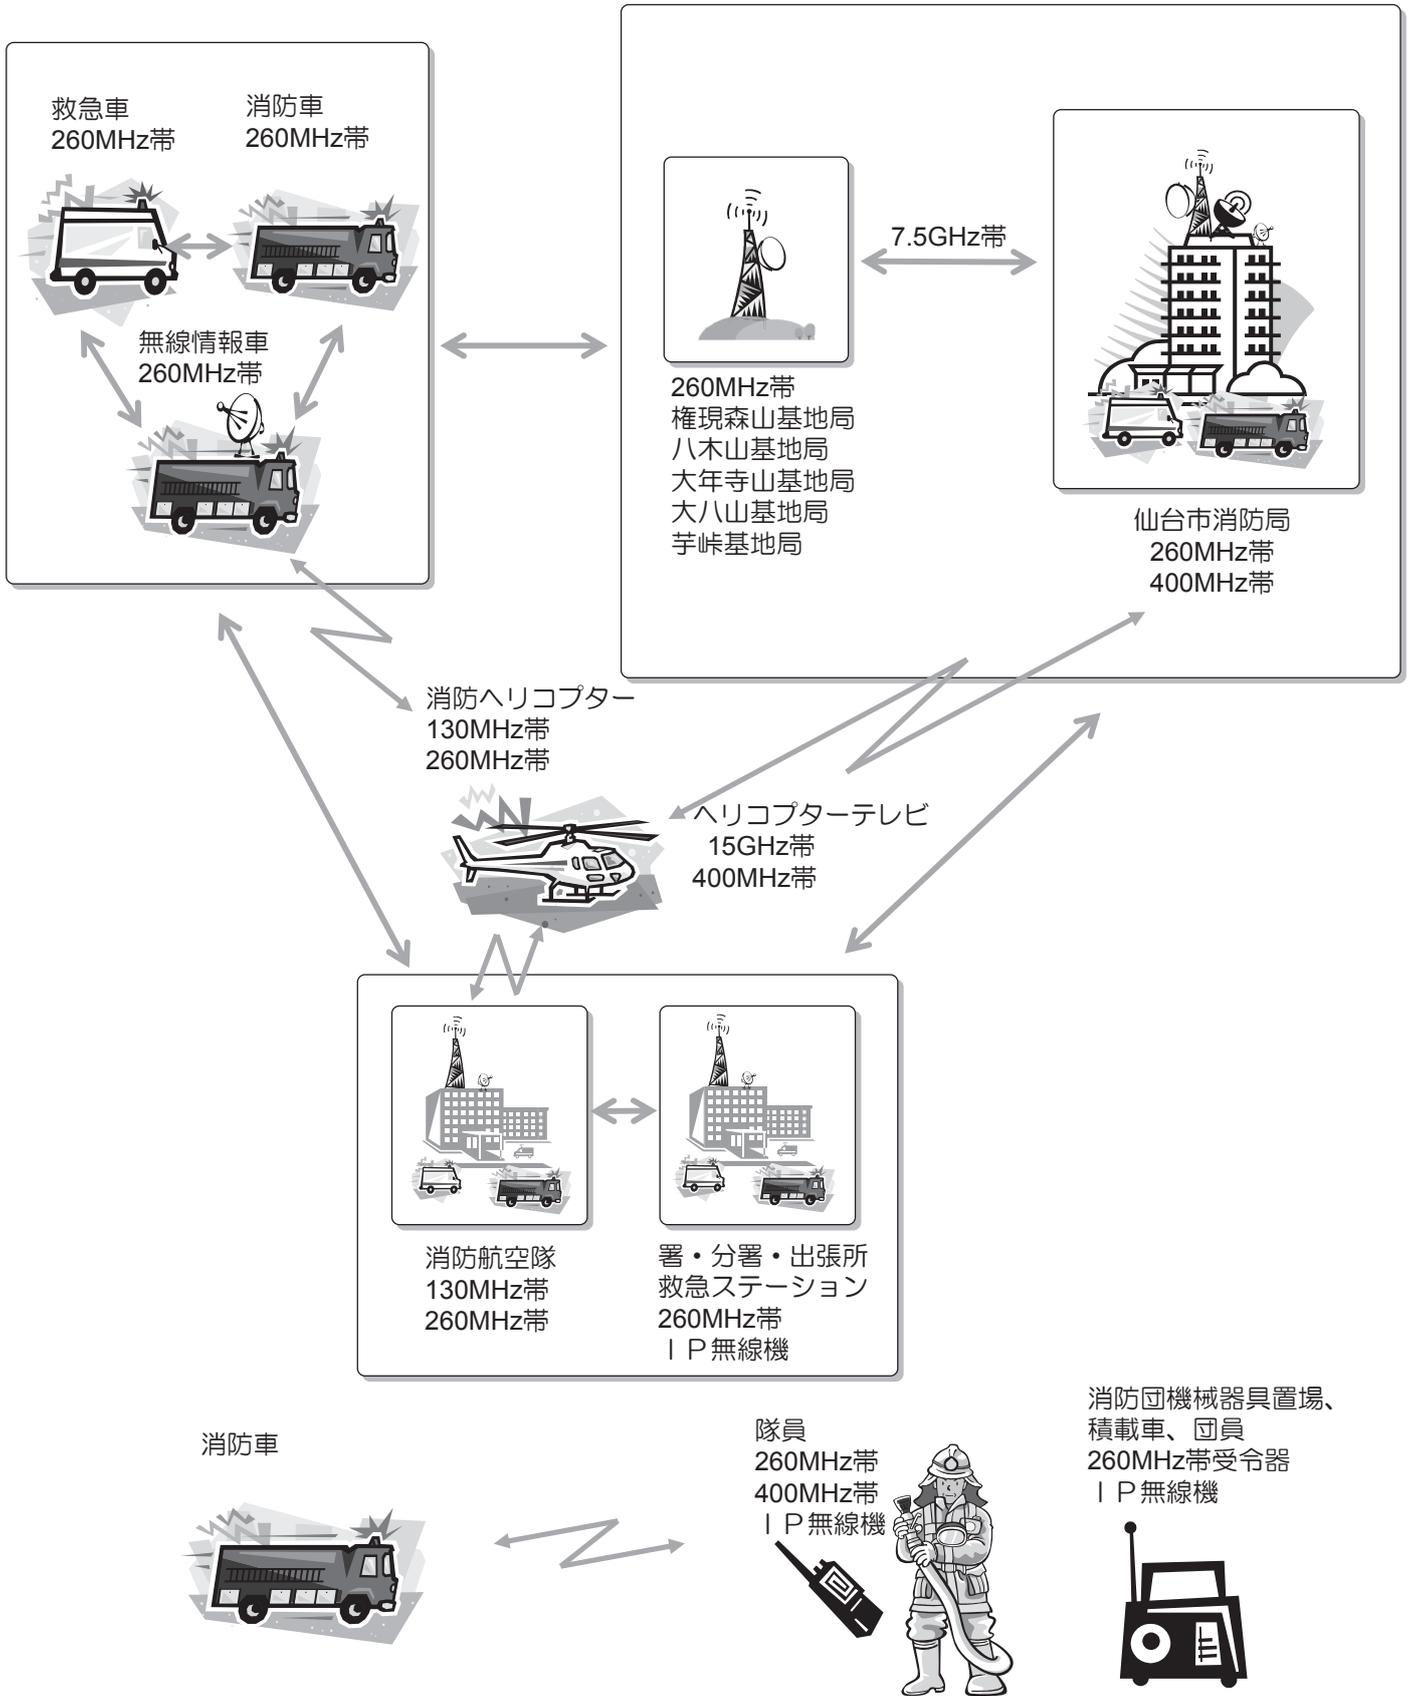 救急車
260MHz帯
消防車
260MHz帯
無線情報車
260MHz帯
7.5GHz帯
260MHz帯
権現森山基地局
八木山基地局
大年寺山基地局
大八山基地局
芋峠基地局
仙台市消防局
260MHz帯
400MHz帯
消防ヘリコプター
130MHz帯
260MHz帯
ヘリコプターテレビ
15GHz帯
400MHz帯
消防航空隊
130MHz帯
260MHz帯
署・分署・出張所
救急ステーション
260MHz帯
ＩＰ無線機
消防車
隊員
260MHz帯
400MHz帯
ＩＰ無線機
消防団機械器具置場、
積載車、団員
260MHz帯受令器
ＩＰ無線機